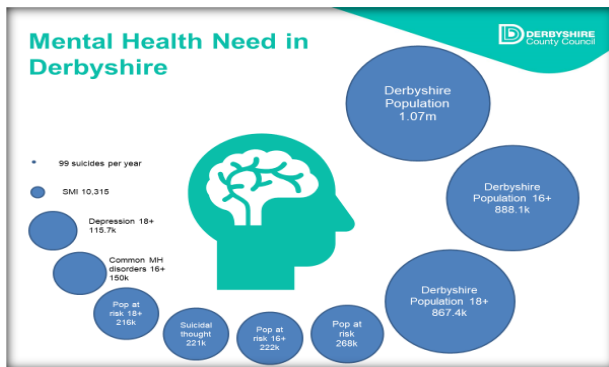 Mental Health Need in
Derbyshire
DERBYSHIRE
County Council
Derbyshire
Population
1.07m
Derbyshire
Population 16+
888.1k
Derbyshire
Population 18+
867.4k
Pop at
risk
268k
Pop at
risk 16+
222k
Suicidal
thought
221k
Pop at
risk 18+
216k
Common MH
disorders 16+
150k
Depression 18+
115.7k
SMI 10,315
99 suicides per year